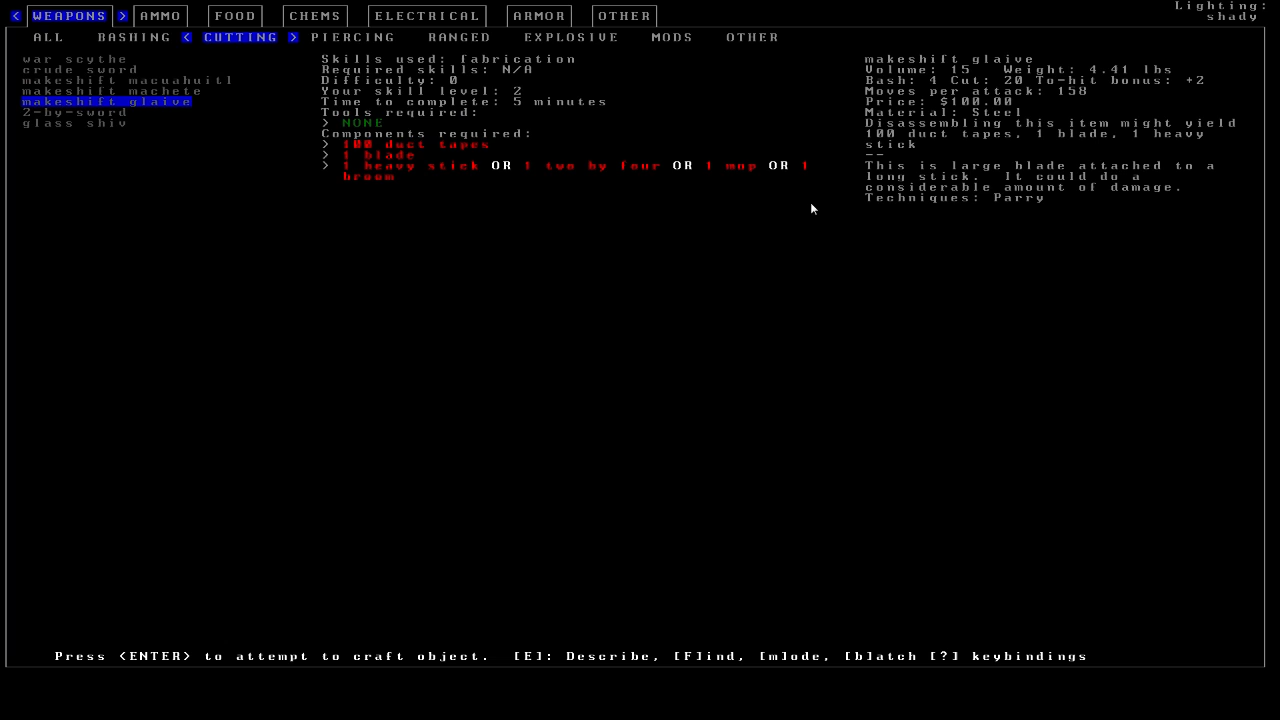 Lighting:
shady
< WEAPONS > AMMO FOOD CHEMS ELECTRICAL ARMOR OTHER
ALL BASHING < CUTTING > PIERCING RANGED EXPLOSIVE MODS OTHER
war scythe
crude sword
makeshift macuahuitl
makeshift machete
makeshift glaive
2-by-sword
glass shiv
Skills used: fabrication
Required skills: N/A
Difficulty: 0
Your skill level: 2
Time to complete: 5 minutes
Tools required:
> NONE
Components required:
> 100 duct tapes
> 1 blade
> 1 heavy stick OR 1 two by four OR 1 mop OR 1
broom
makeshift glaive
Volume: 15 Weight: 4.41 lbs
Bash: 4 Cut: 20 To-hit bonus: +2
Moves per attack: 158
Price: $100.00
Material: Steel
Disassembling this item might yield
100 duct tapes, 1 blade, 1 heavy
stick
--
This is large blade attached to a
long stick. It could do a
considerable amount of damage.
Techniques: Parry
Press <ENTER> to attempt to craft object. [E]: Describe, [F]ind, [m]ode, [b]atch [?] keybindings